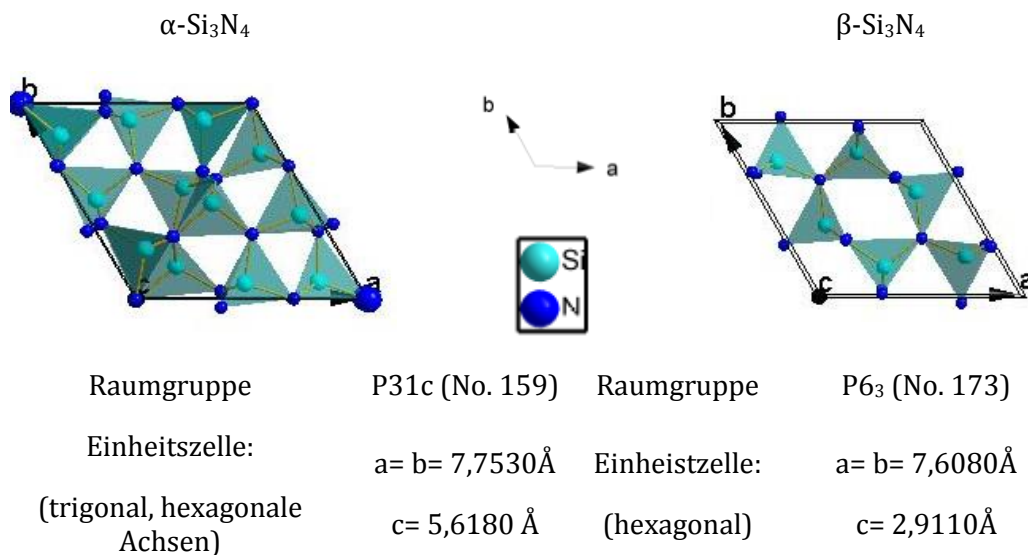 α-Si₃N₄ β-Si₃N₄
b
b
b
a
c a
c a
Si
N
Raumgruppe P31c (No. 159) Raumgruppe P6₃ (No. 173)
Einheitszelle: a= b= 7,7530Å Einheistzelle: a= b= 7,6080Å
(trigonal, hexagonale
Achsen) c= 5,6180 Å (hexagonal) c= 2,9110Å